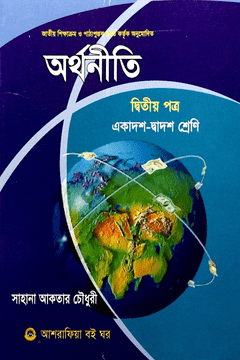 জাতীয় শিক্ষাক্রম ও পাঠ্যপুস্তক বোর্ড কর্তৃক অনুমোদিত
অর্থনীতি
দ্বিতীয় পত্র
একাদশ-দ্বাদশ শ্রেণি
সাহানা আকতার চৌধুরী
আশরাফিয়া বই ঘর